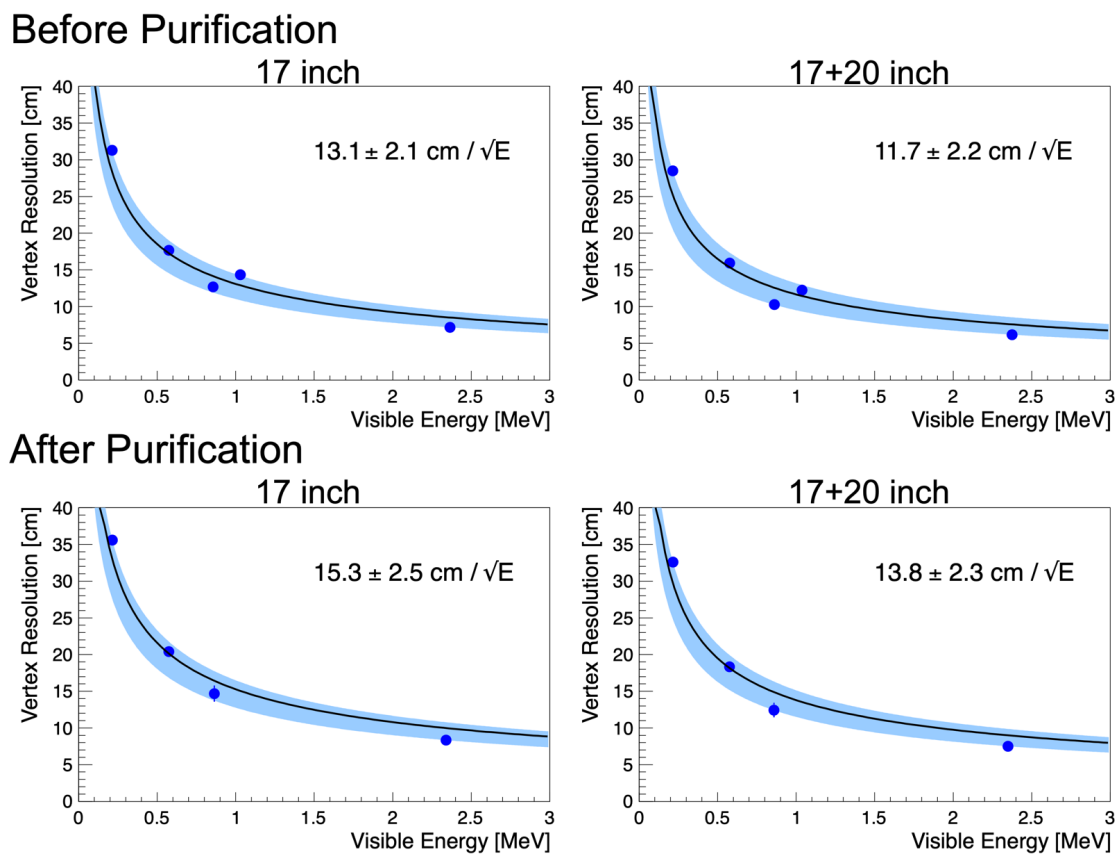 Before Purification
17 inch
40
35
30
25
20
15
10
5
0
Vertex Resolution [cm]
13.1 ± 2.1 cm / √E
0 0.5 1 1.5 2 2.5 3
Visible Energy [MeV]
17+20 inch
40
35
30
25
20
15
10
5
0
Vertex Resolution [cm]
11.7 ± 2.2 cm / √E
0 0.5 1 1.5 2 2.5 3
Visible Energy [MeV]
After Purification
17 inch
40
35
30
25
20
15
10
5
0
Vertex Resolution [cm]
15.3 ± 2.5 cm / √E
0 0.5 1 1.5 2 2.5 3
Visible Energy [MeV]
17+20 inch
40
35
30
25
20
15
10
5
0
Vertex Resolution [cm]
13.8 ± 2.3 cm / √E
0 0.5 1 1.5 2 2.5 3
Visible Energy [MeV]